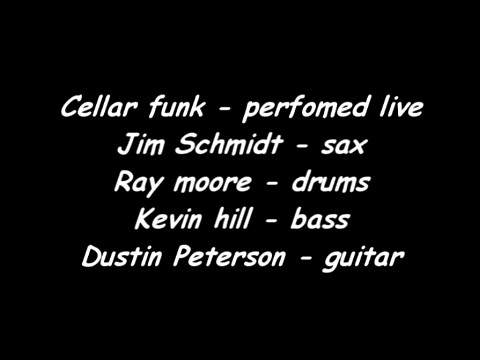 Cellar funk - perfomed live
Jim Schmidt - sax
Ray moore - drums
Kevin hill - bass
Dustin Peterson - guitar